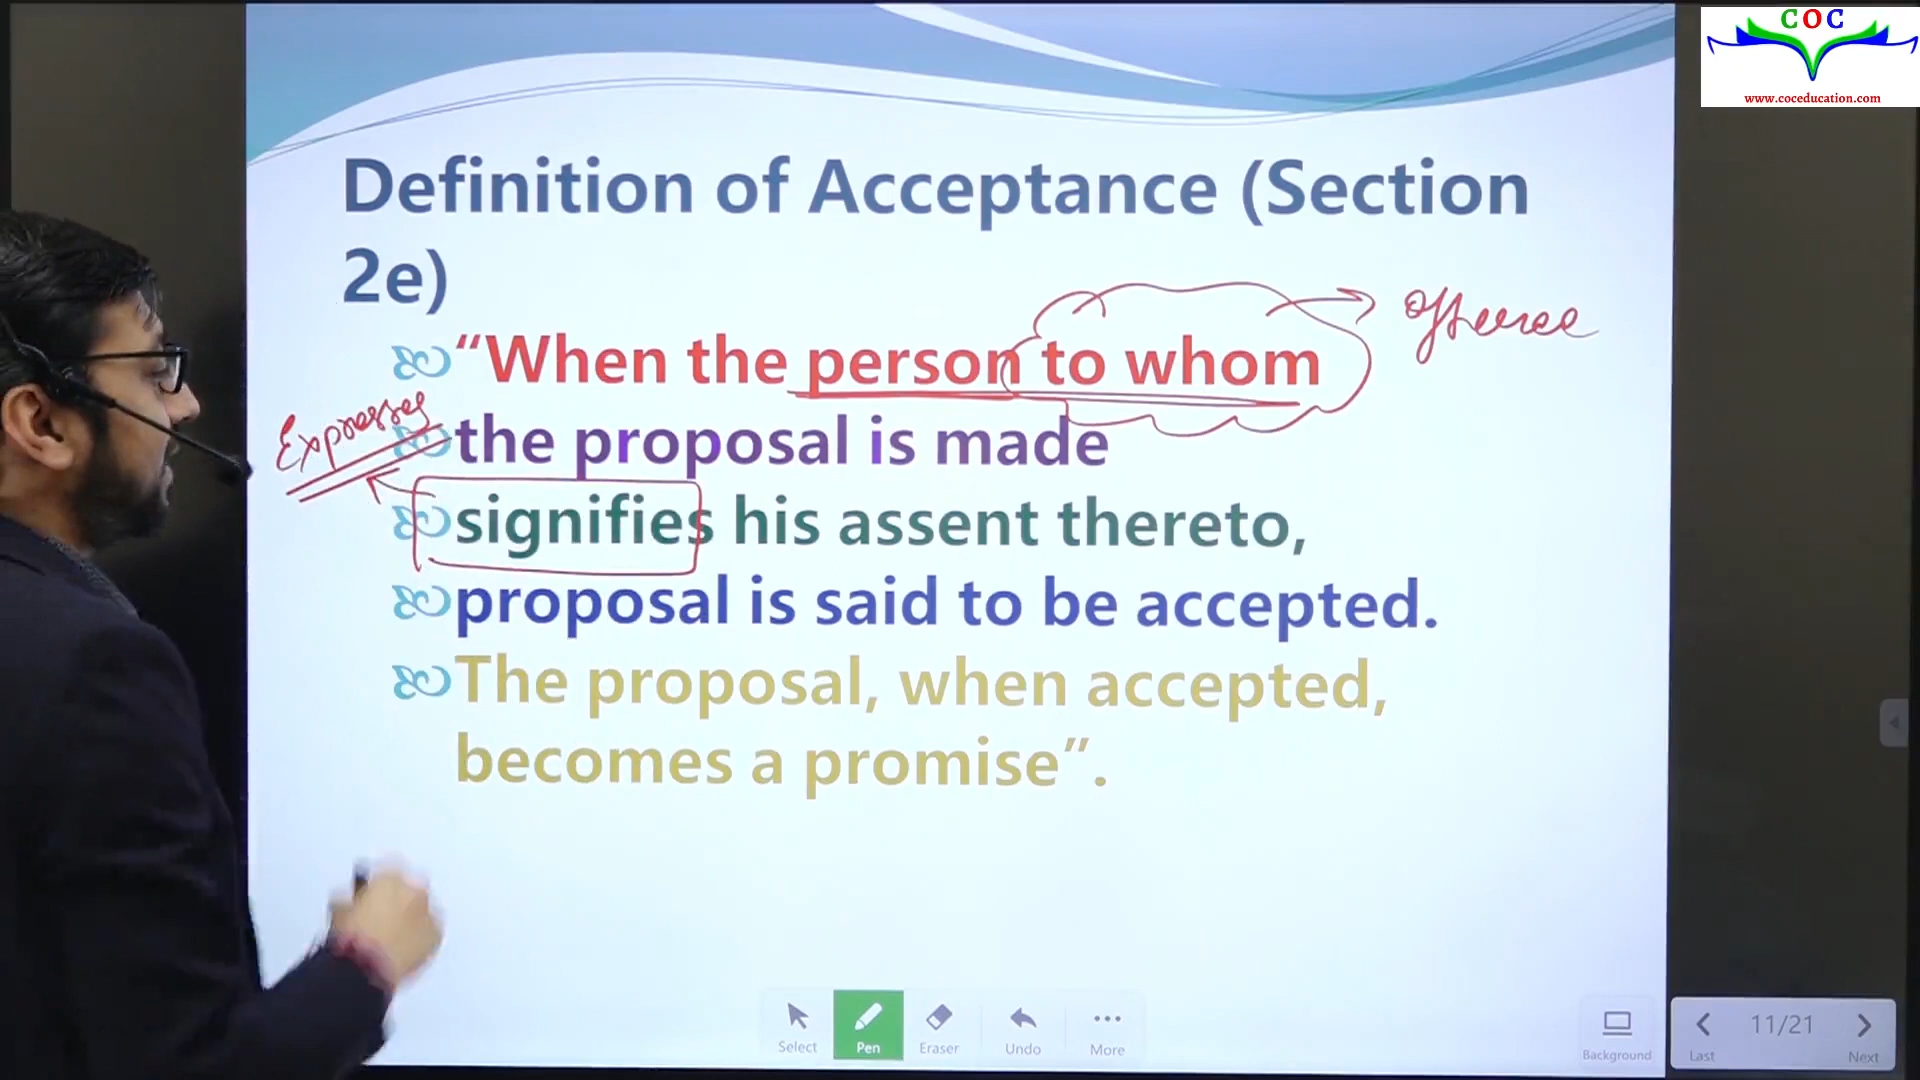 COC
www.coceducation.com
Definition of Acceptance (Section
2e)
“When the person to whom
offeree
Expresses
the proposal is made
signifies his assent thereto,
proposal is said to be accepted.
The proposal, when accepted,
becomes a promise”.
Select
Pen
Eraser
Undo
More
Background
11/21
Last
Next